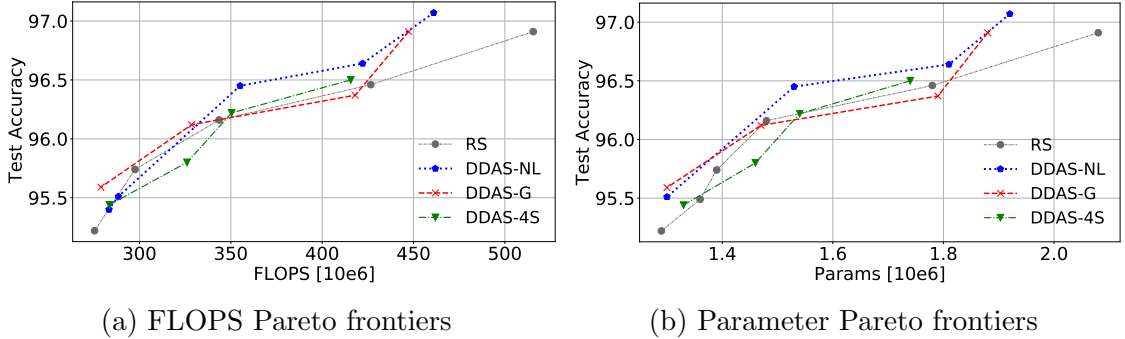 97.0
96.5
96.0
95.5
Test Accuracy
RS
DDAS-NL
DDAS-G
DDAS-4S
300 350 400 450 500
FLOPS [10e6]
(a) FLOPS Pareto frontiers
97.0
96.5
96.0
95.5
Test Accuracy
RS
DDAS-NL
DDAS-G
DDAS-4S
1.4 1.6 1.8 2.0
Params [10e6]
(b) Parameter Pareto frontiers